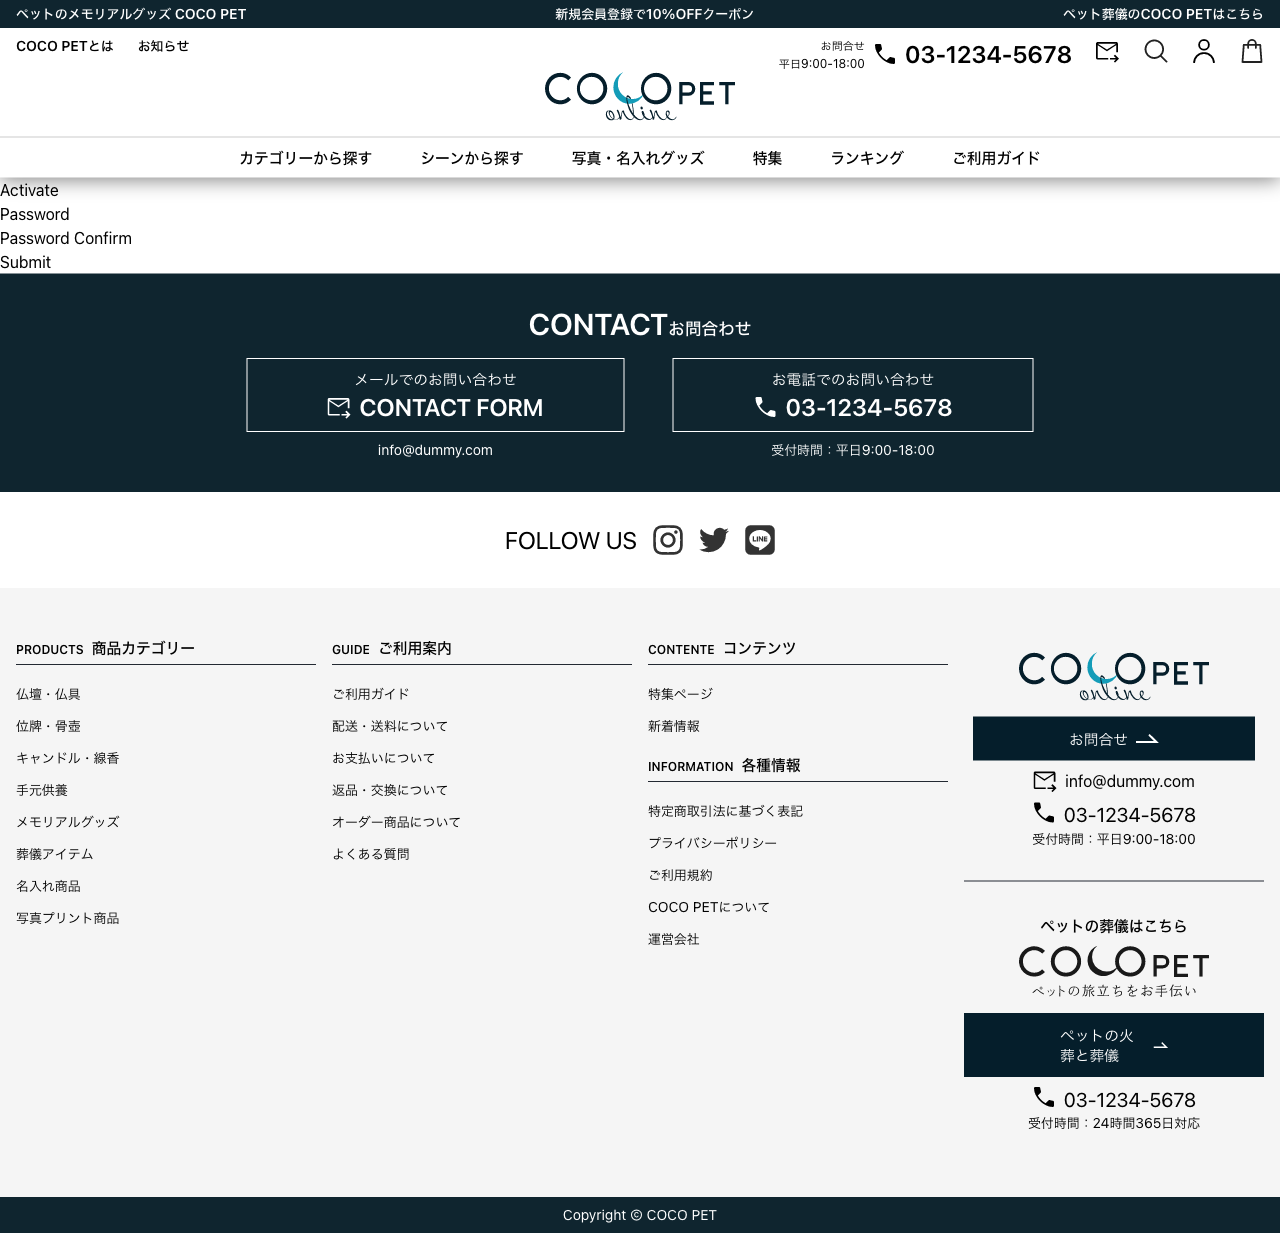 ペットのメモリアルグッズ COCO PET
新規会員登録で10%OFFクーポン
ペット葬儀のCOCO PETはこちら
COCO PETとは お知らせ
お問合せ
平日9:00-18:00
03-1234-5678
COCOPET
online
カテゴリーから探す シーンから探す 写真・名入れグッズ 特集 ランキング ご利用ガイド
Activate
Password
Password Confirm
Submit
CONTACTお問合わせ
メールでのお問い合わせ
CONTACT FORM
info@dummy.com
お電話でのお問い合わせ
03-1234-5678
受付時間：平日9:00-18:00
FOLLOW US
LINE
PRODUCTS 商品カテゴリー
仏壇・仏具
位牌・骨壺
キャンドル・線香
手元供養
メモリアルグッズ
葬儀アイテム
名入れ商品
写真プリント商品
GUIDE ご利用案内
ご利用ガイド
配送・送料について
お支払いについて
返品・交換について
オーダー商品について
よくある質問
CONTENTE コンテンツ
特集ページ
新着情報
INFORMATION 各種情報
特定商取引法に基づく表記
プライバシーポリシー
ご利用規約
COCO PETについて
運営会社
COCOPET
online
お問合せ
info@dummy.com
03-1234-5678
受付時間：平日9:00-18:00
ペットの葬儀はこちら
COCOPET
ペットの旅立ちをお手伝い
ペットの火
葬と葬儀
03-1234-5678
受付時間：24時間365日対応
Copyright © COCO PET